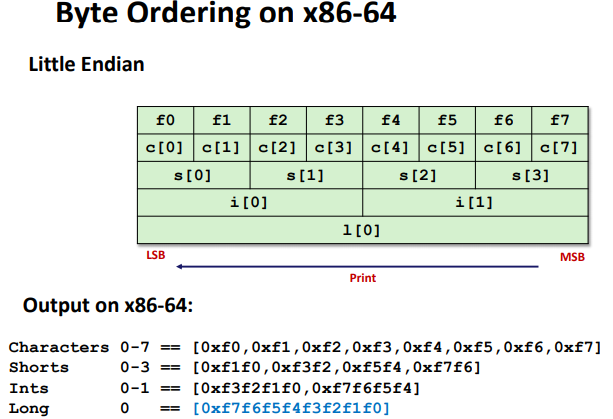 Byte Ordering on x86-64
Little Endian
f0 f1 f2 f3 f4 f5 f6 f7
c[0] c[1] c[2] c[3] c[4] c[5] c[6] c[7]
s[0] s[1] s[2] s[3]
i[0] i[1]
l[0]
LSB MSB
Print
Output on x86-64:
Characters 0-7 == [0xf0,0xf1,0xf2,0xf3,0xf4,0xf5,0xf6,0xf7]
Shorts 0-3 == [0xf1f0,0xf3f2,0xf5f4,0xf7f6]
Ints 0-1 == [0xf3f2f1f0,0xf7f6f5f4]
Long 0 == [0xf7f6f5f4f3f2f1f0]